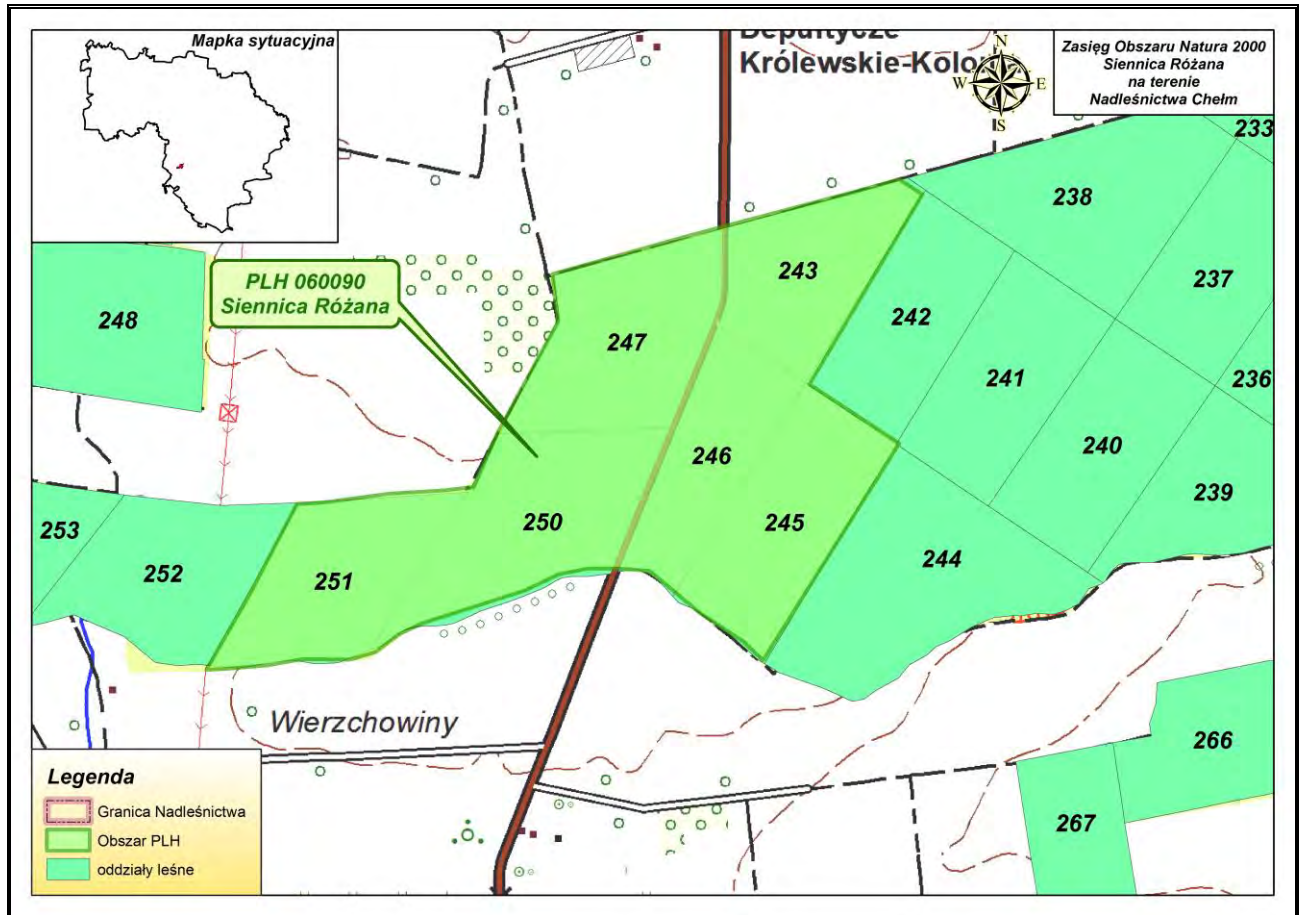 Mapka sytuacyjna
Depułtycze
Królewskie-Kolonia
N
W
E
S
Zasięg Obszaru Natura 2000
Siennica Różana
na terenie
Nadleśnictwa Chełm
233
238
243
237
PLH 060090
Siennica Różana
248
247
242
241
236
246
240
239
250
245
253
252
251
244
Wierzchowiny
266
267
Legenda
Granica Nadleśnictwa
Obszar PLH
oddziały leśne